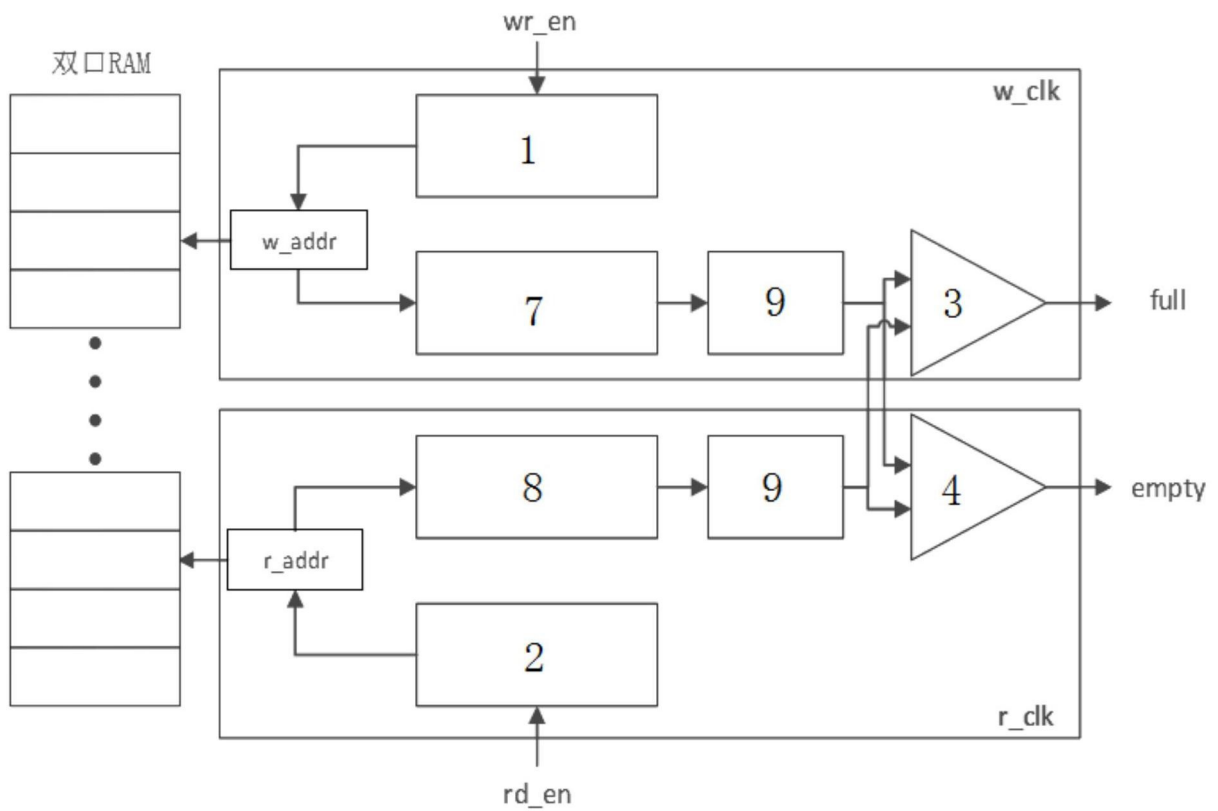 wr_en
双口RAM
w_clk
1
w_addr
7
9
3
full
8
9
4
empty
r_addr
2
r_clk
rd_en